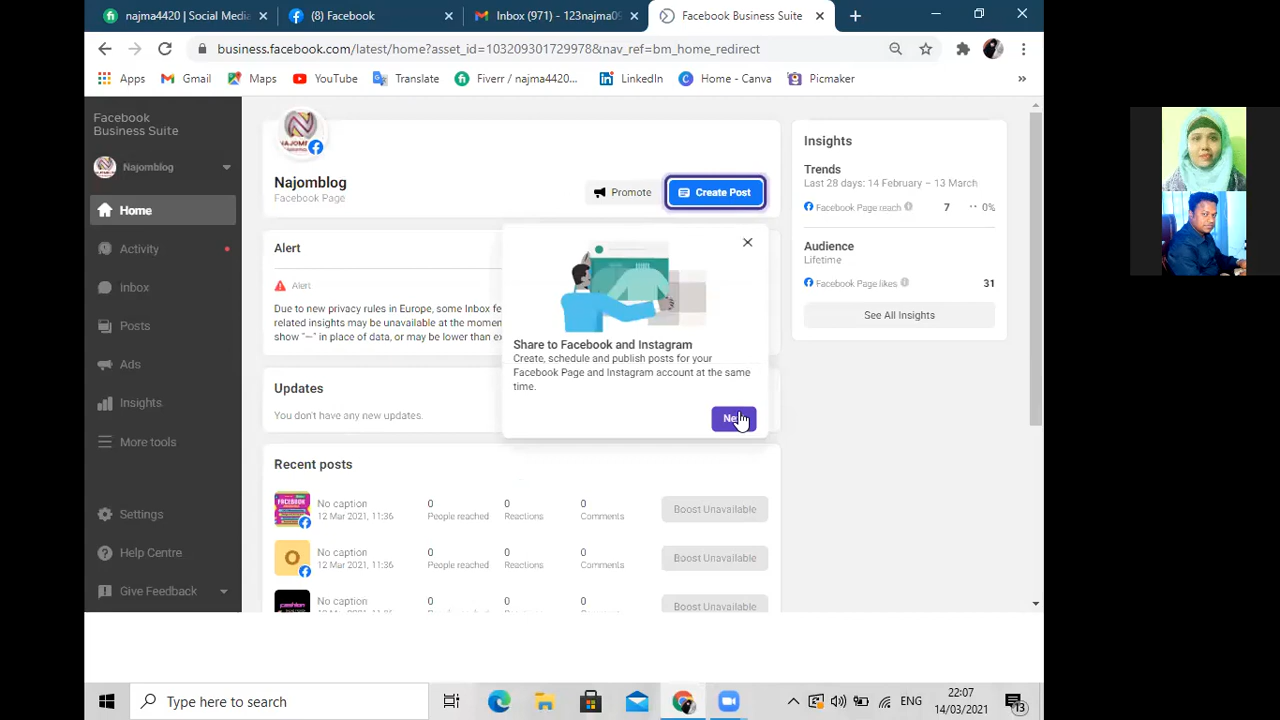 najma4420 | Social Media
(8) Facebook
Inbox (971) - 123najma09
Facebook Business Suite
business.facebook.com/latest/home?asset_id=103209301729978&nav_ref=bm_home_redirect
Apps
Gmail
Maps
YouTube
Translate
Fiverr / najma4420...
LinkedIn
Home - Canva
Picmaker
»
Facebook
Business Suite
Najomblog
Home
Activity
Inbox
Posts
Ads
Insights
More tools
Settings
Help Centre
Give Feedback
Najomblog
Facebook Page
Promote
Create Post
Alert
Alert
Due to new privacy rules in Europe, some Inbox fe
related insights may be unavailable at the momen
show "--" in place of data, or may be lower than ex
Share to Facebook and Instagram
Create, schedule and publish posts for your
Facebook Page and Instagram account at the same
time.
Updates
You don't have any new updates.
Recent posts
No caption
12 Mar 2021, 11:36
0
People reached
0
Reactions
0
Comments
Boost Unavailable
O
No caption
12 Mar 2021, 11:36
0
People reached
0
Reactions
0
Comments
Boost Unavailable
No caption
0
0
0
Boost Unavailable
Insights
Trends
Last 28 days: 14 February – 13 March
Facebook Page reach
7
0%
Audience
Lifetime
Facebook Page likes
31
See All Insights
Type here to search
ENG
22:07
14/03/2021
13